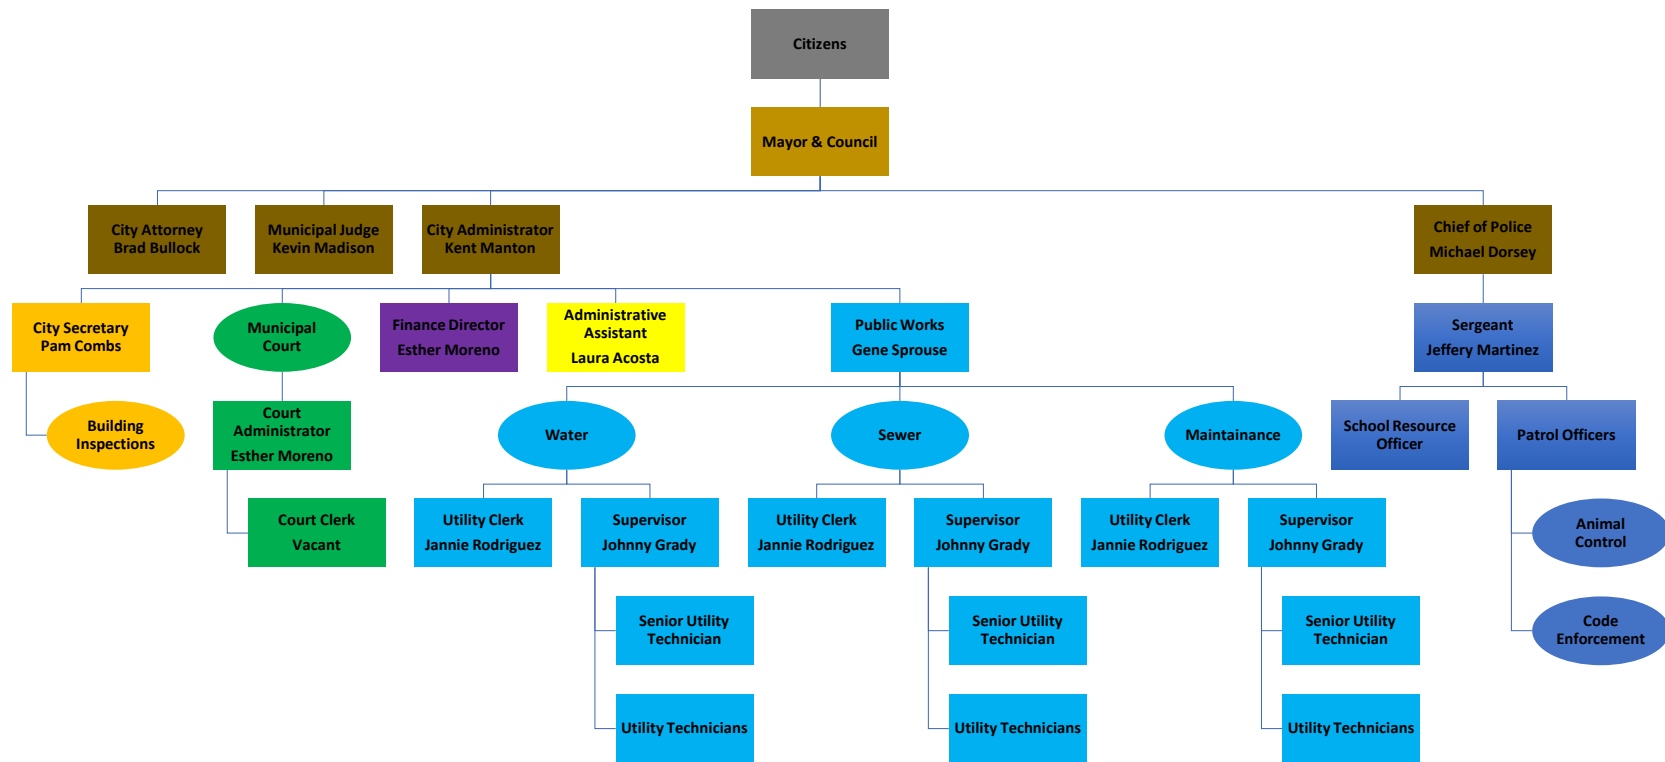 Citizens
Mayor & Council
City Attorney
Brad Bullock
Municipal Judge
Kevin Madison
City Administrator
Kent Manton
Chief of Police
Michael Dorsey
City Secretary
Pam Combs
Municipal
Court
Finance Director
Esther Moreno
Administrative
Assistant
Laura Acosta
Public Works
Gene Sprouse
Sergeant
Jeffery Martinez
Building
Inspections
Court
Administrator
Esther Moreno
Water
Sewer
Maintainance
School Resource
Officer
Patrol Officers
Court Clerk
Vacant
Utility Clerk
Jannie Rodriguez
Supervisor
Johnny Grady
Utility Clerk
Jannie Rodriguez
Supervisor
Johnny Grady
Utility Clerk
Jannie Rodriguez
Supervisor
Johnny Grady
Animal
Control
Senior Utility
Technician
Senior Utility
Technician
Senior Utility
Technician
Code
Enforcement
Utility Technicians
Utility Technicians
Utility Technicians